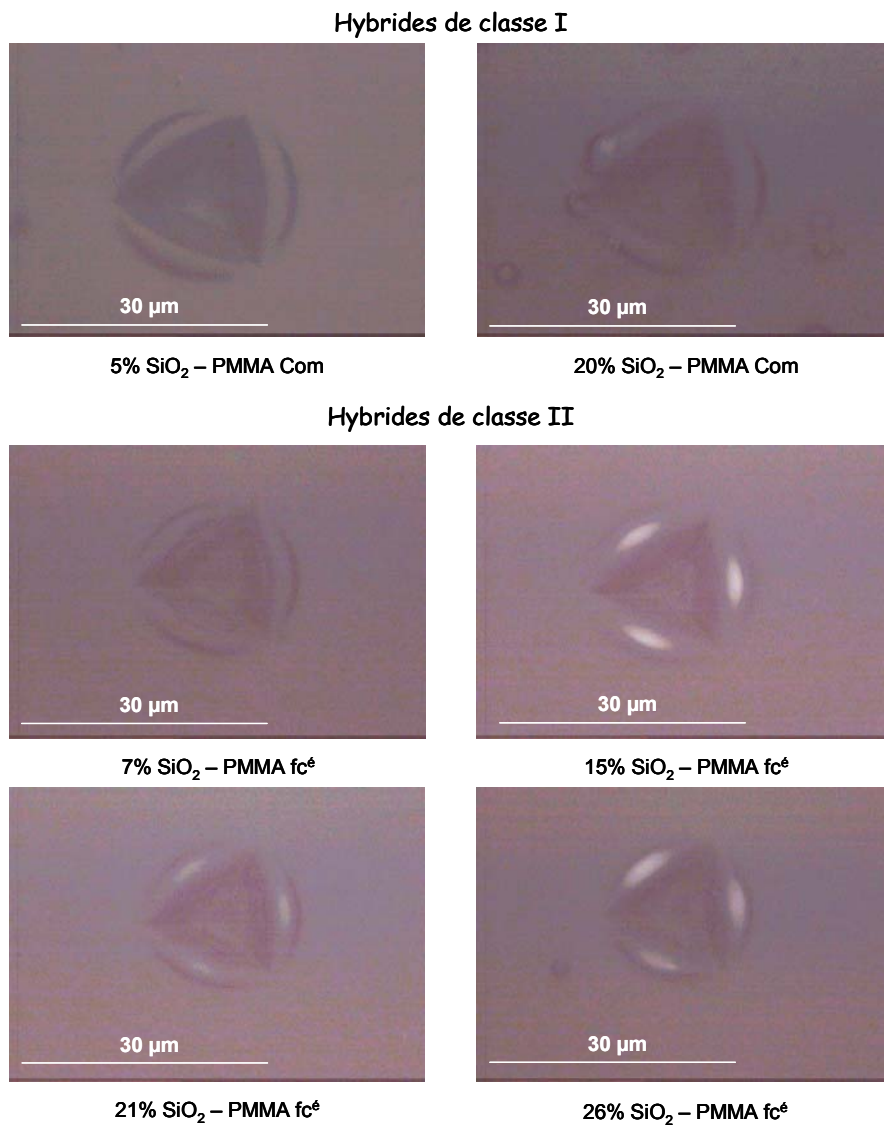 Hybrides de classe I
30 µm
30 µm
5% SiO₂ – PMMA Com
20% SiO₂ – PMMA Com
Hybrides de classe II
30 µm
30 µm
7% SiO₂ – PMMA fcé
15% SiO₂ – PMMA fcé
30 µm
30 µm
21% SiO₂ – PMMA fcé
26% SiO₂ – PMMA fcé